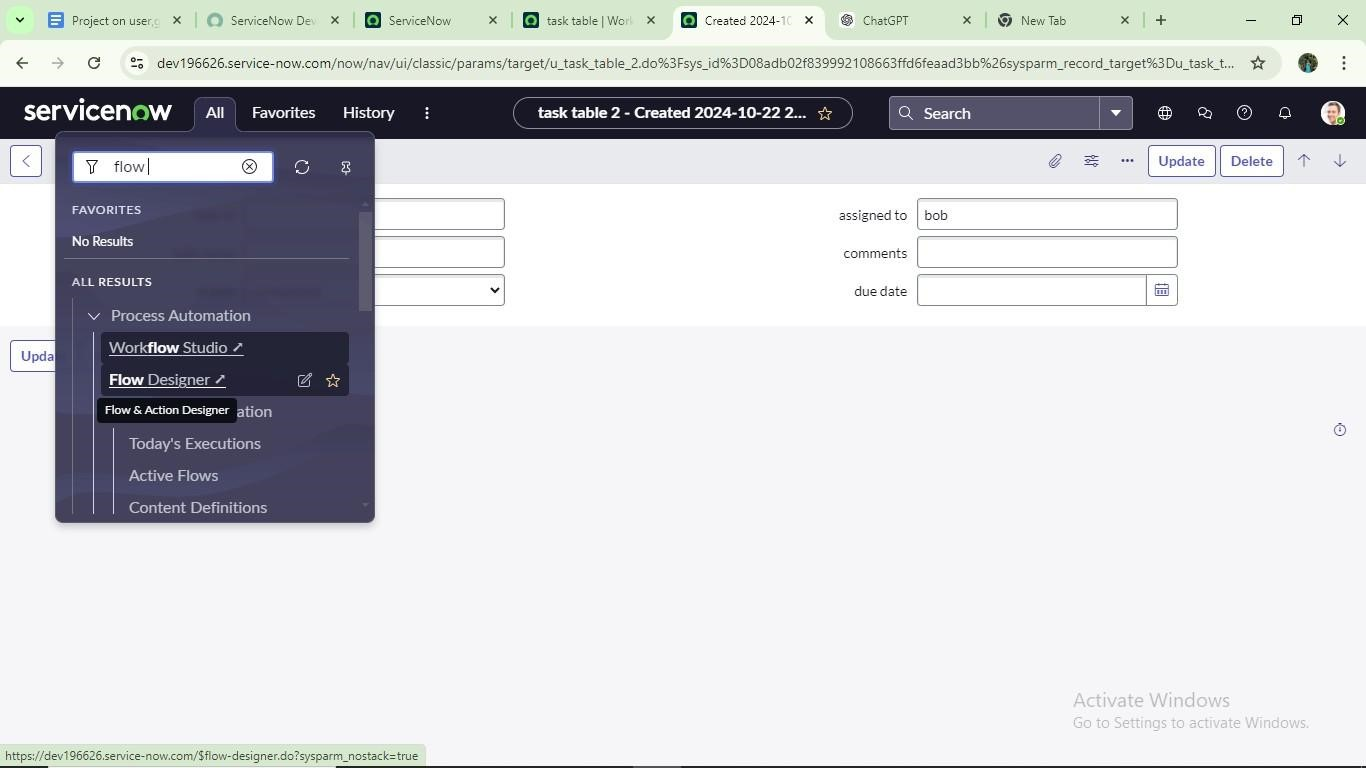 Project on user,g
ServiceNow Dev
ServiceNow
task table | Work
Created 2024-10
ChatGPT
New Tab
dev196626.service-now.com/now/nav/ui/classic/params/target/u_task_table_2.do%3Fsys_id%3D08adb02f839992108663ffd6feaad3bb%26sysparm_record_target%3Du_task_t...
servicenow
All
Favorites
History
task table 2 - Created 2024-10-22 2...
Search
flow
Update
Delete
FAVORITES
No Results
ALL RESULTS
Process Automation
Workflow Studio ↗
Flow Designer ↗
Flow & Action Designer
ation
Today's Executions
Active Flows
Content Definitions
assigned to
bob
comments
due date
Upda
Activate Windows
Go to Settings to activate Windows.
https://dev196626.service-now.com/$flow-designer.do?sysparm_nostack=true